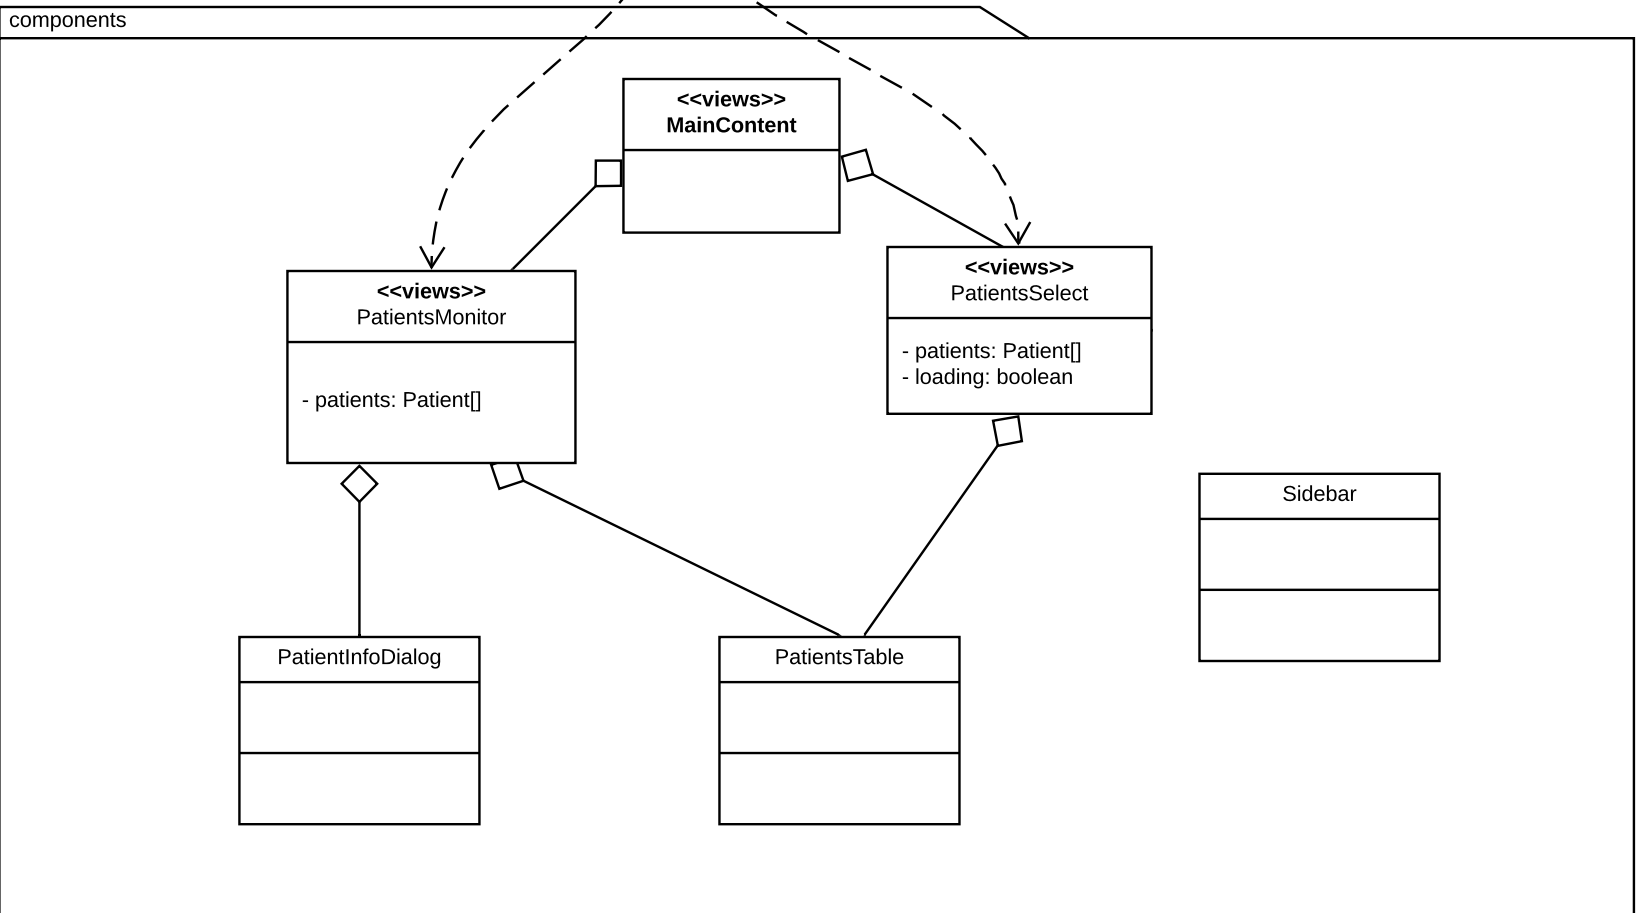 components
<<views>>
MainContent
<<views>>
PatientsMonitor
- patients: Patient[]
<<views>>
PatientsSelect
- patients: Patient[]
- loading: boolean
Sidebar
PatientInfoDialog
PatientsTable